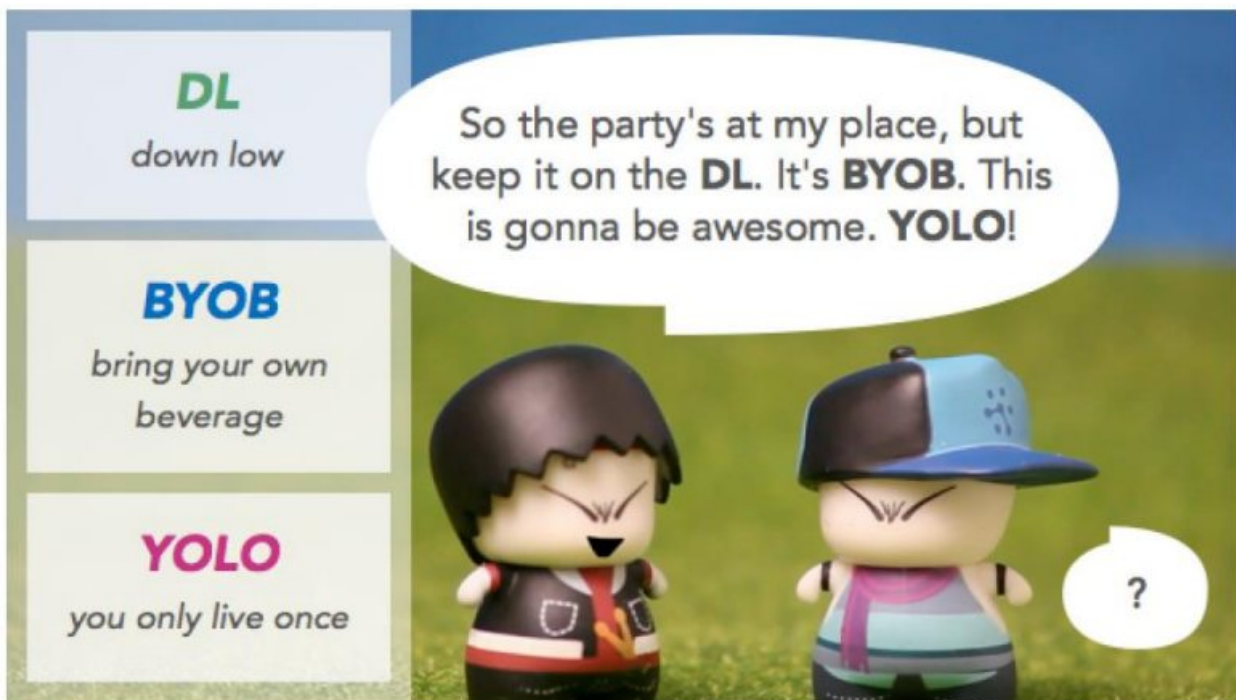 DL
down low
BYOB
bring your own
beverage
YOLO
you only live once
So the party's at my place, but
keep it on the DL. It's BYOB. This
is gonna be awesome. YOLO!
?